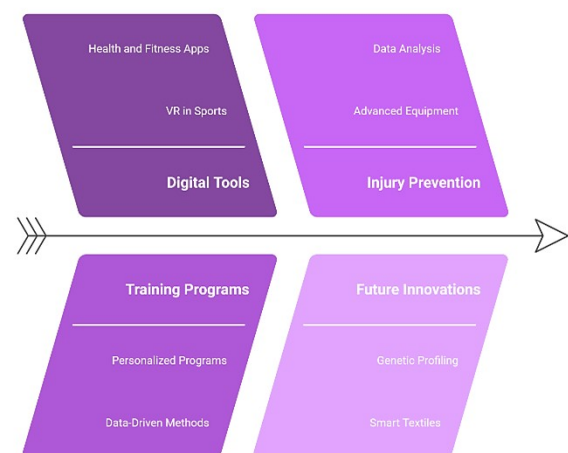 Health and Fitness Apps
VR in Sports
Digital Tools
Data Analysis
Advanced Equipment
Injury Prevention
Training Programs
Personalized Programs
Data-Driven Methods
Future Innovations
Genetic Profiling
Smart Textiles